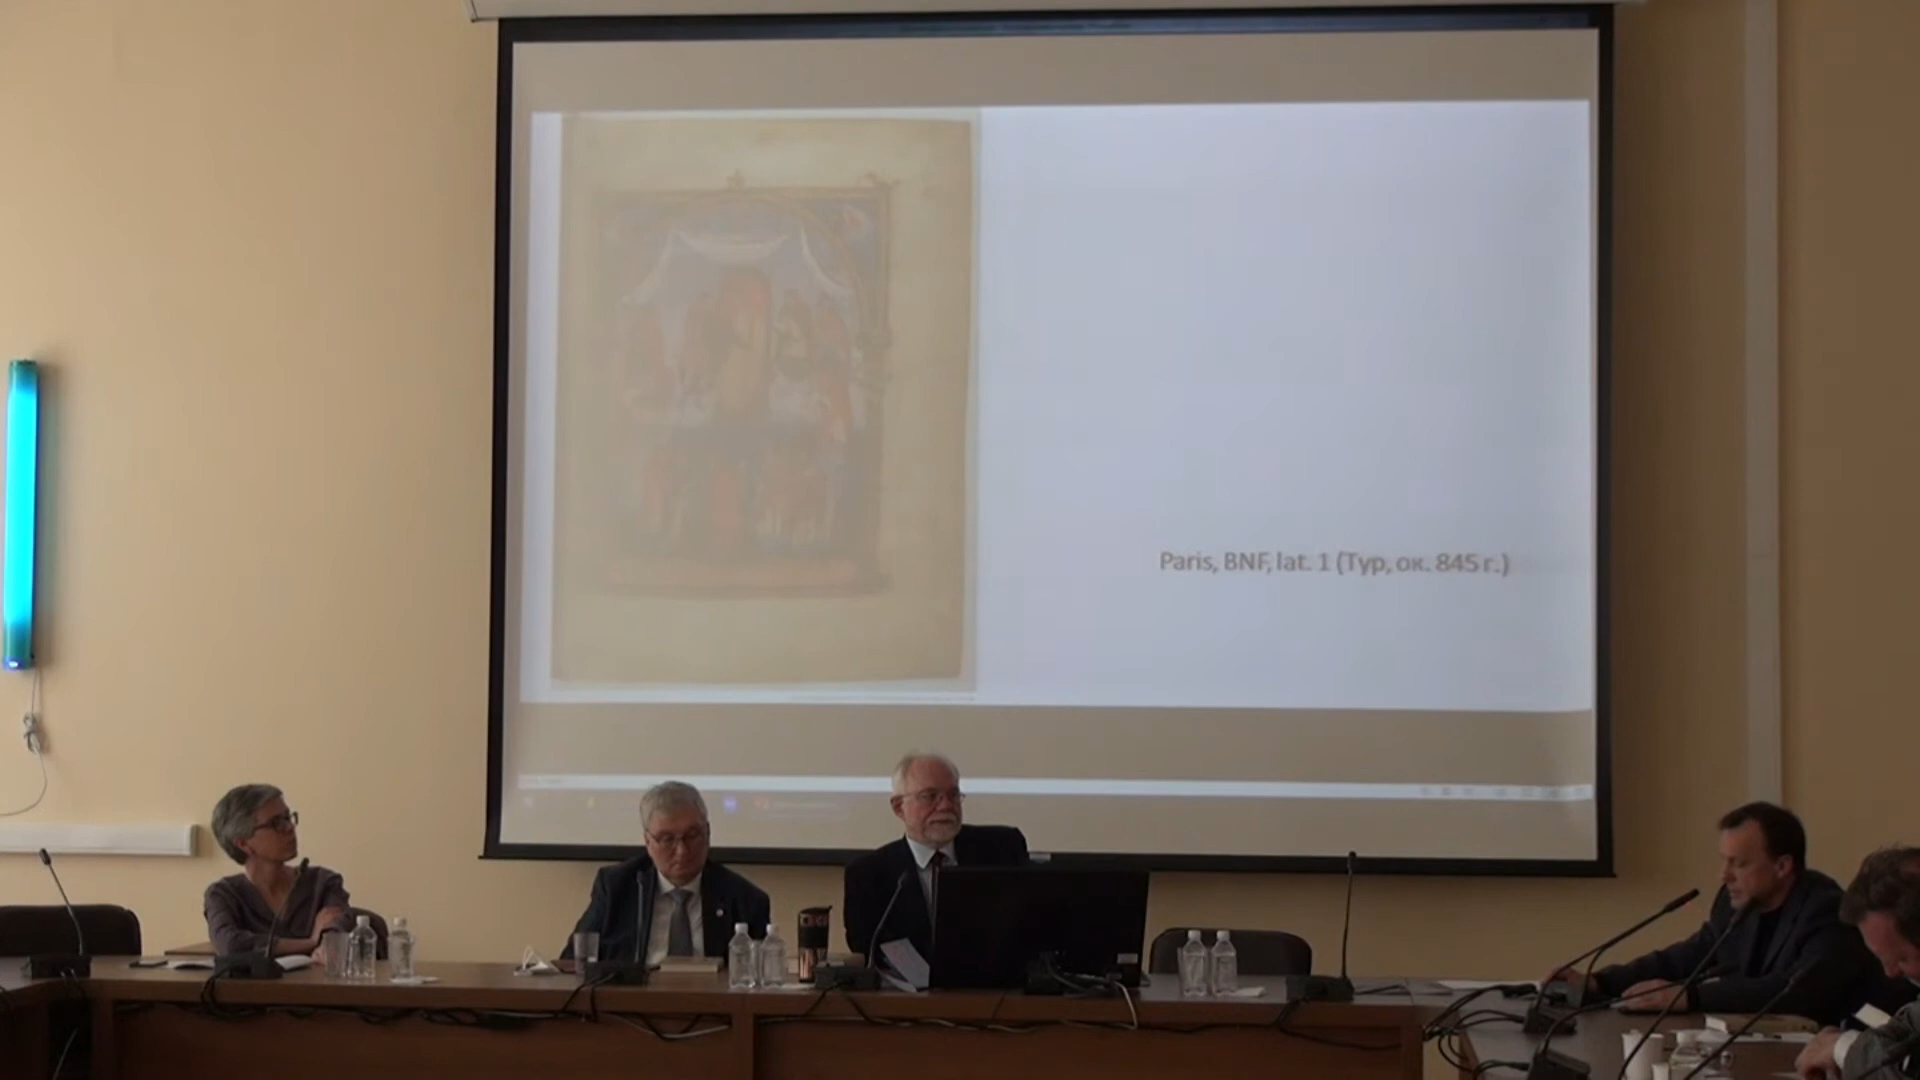 Paris, BNF, lat. 1 (Тур, ок. 845 г.)